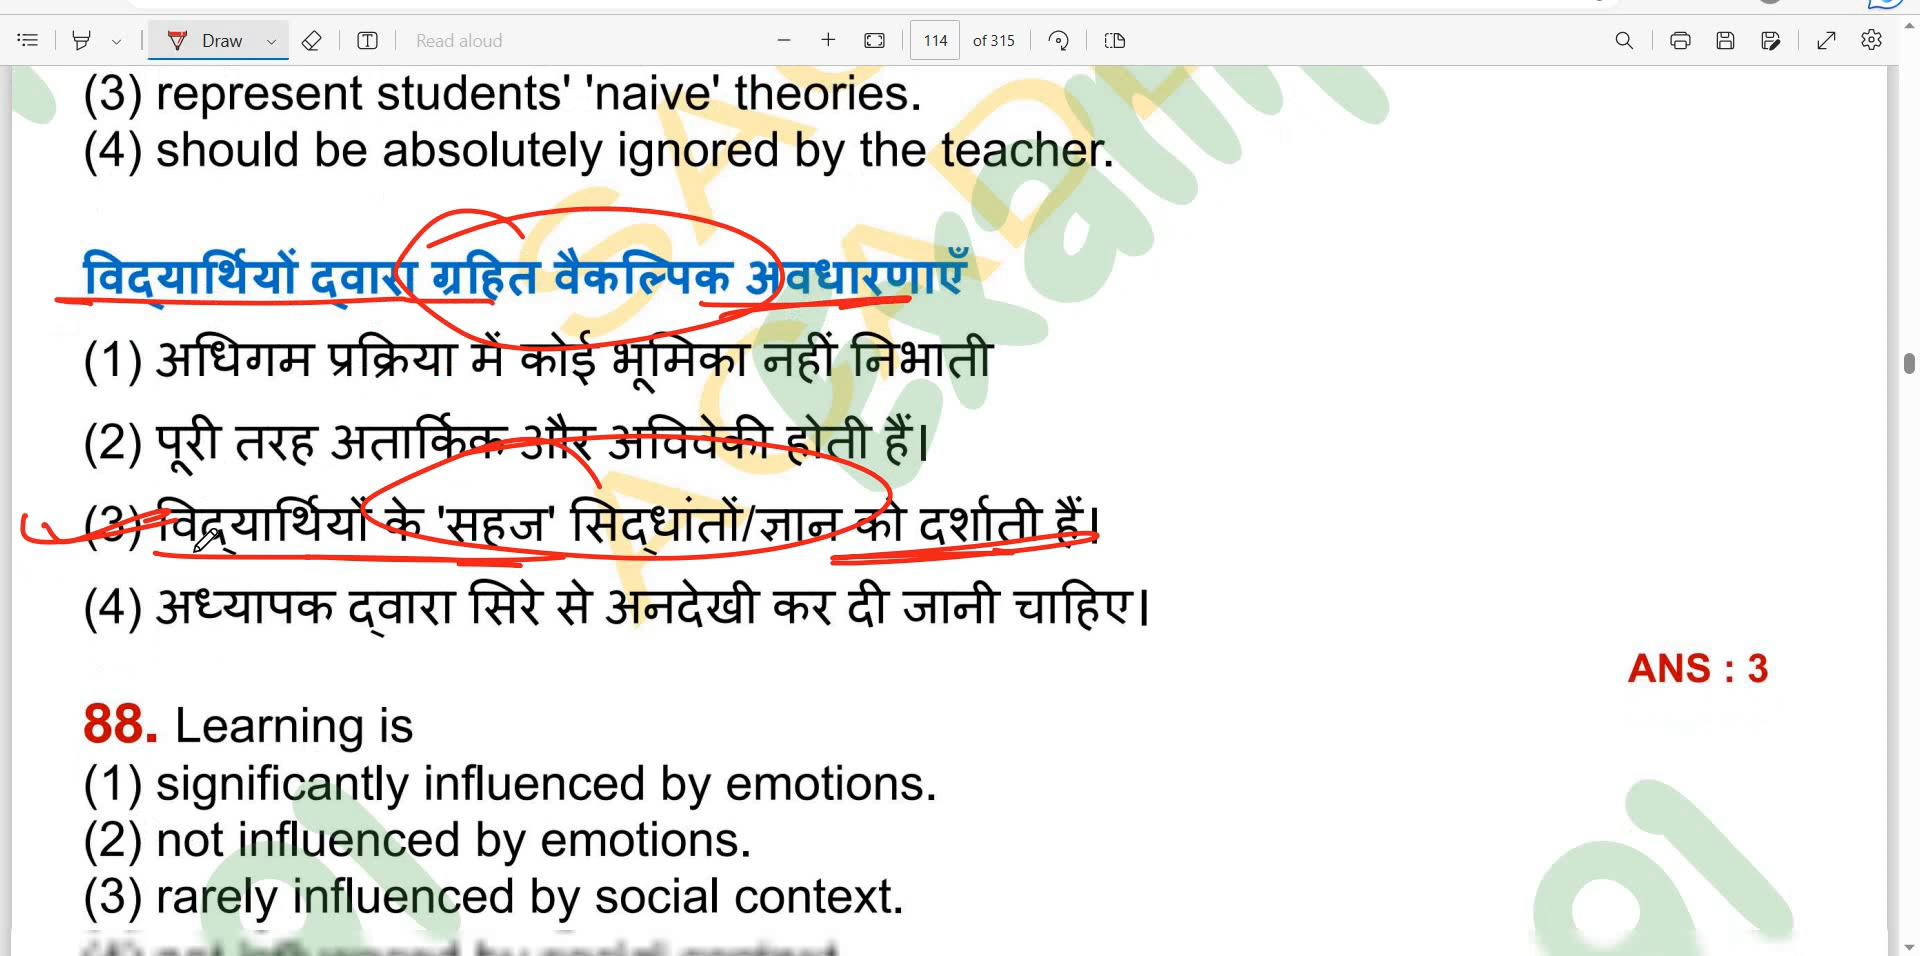 Draw
Read aloud
114 of 315
(3) represent students' 'naive' theories.
(4) should be absolutely ignored by the teacher.
विद्यार्थियों द्वारा ग्रहित वैकल्पिक अवधारणाएँ
(1) अधिगम प्रक्रिया में कोई भूमिका नहीं निभाती
(2) पूरी तरह अतार्किक और अविवेकी होती हैं।
(3) विद्यार्थियों के 'सहज' सिद्धांतों/ज्ञान को दर्शाती हैं।
(4) अध्यापक द्वारा सिरे से अनदेखी कर दी जानी चाहिए।
ANS : 3
88. Learning is
(1) significantly influenced by emotions.
(2) not influenced by emotions.
(3) rarely influenced by social context.